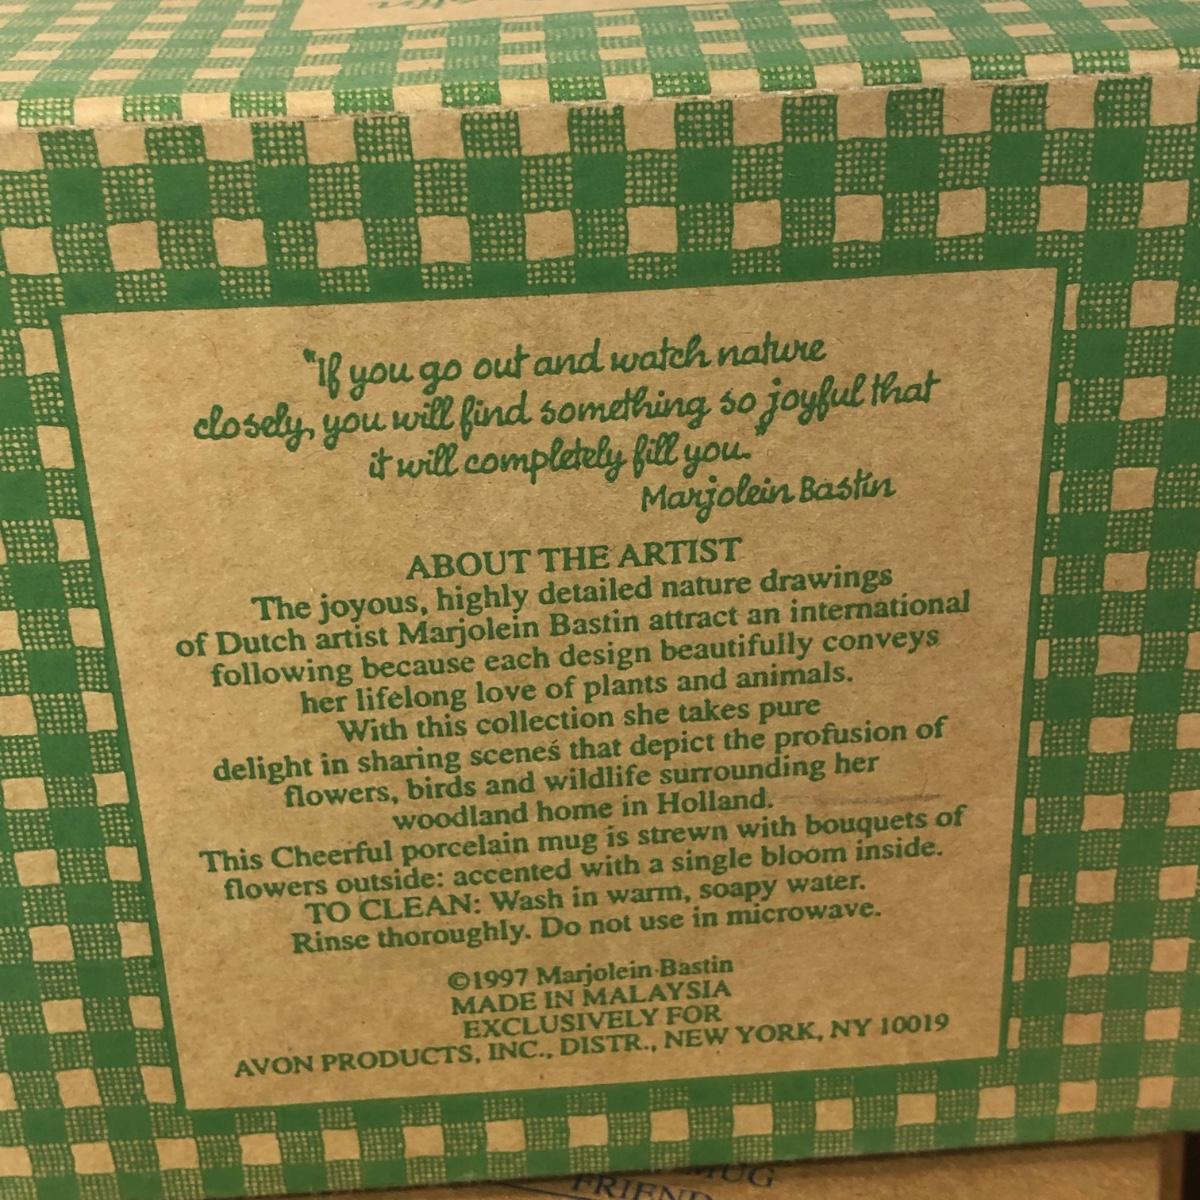 "If you go out and watch nature
closely, you will find something so joyful that
it will completely fill you."
Marjolein Bastin
ABOUT THE ARTIST
The joyous, highly detailed nature drawings
of Dutch artist Marjolein Bastin attract an international
following because each design beautifully conveys
her lifelong love of plants and animals.
With this collection she takes pure
delight in sharing scenes that depict the profusion of
flowers, birds and wildlife surrounding her
woodland home in Holland.
This Cheerful porcelain mug is strewn with bouquets of
flowers outside: accented with a single bloom inside.
TO CLEAN: Wash in warm, soapy water.
Rinse thoroughly. Do not use in microwave.
©1997 Marjolein Bastin
MADE IN MALAYSIA
EXCLUSIVELY FOR
AVON PRODUCTS, INC., DISTR., NEW YORK, NY 10019
MUG
FRIEND